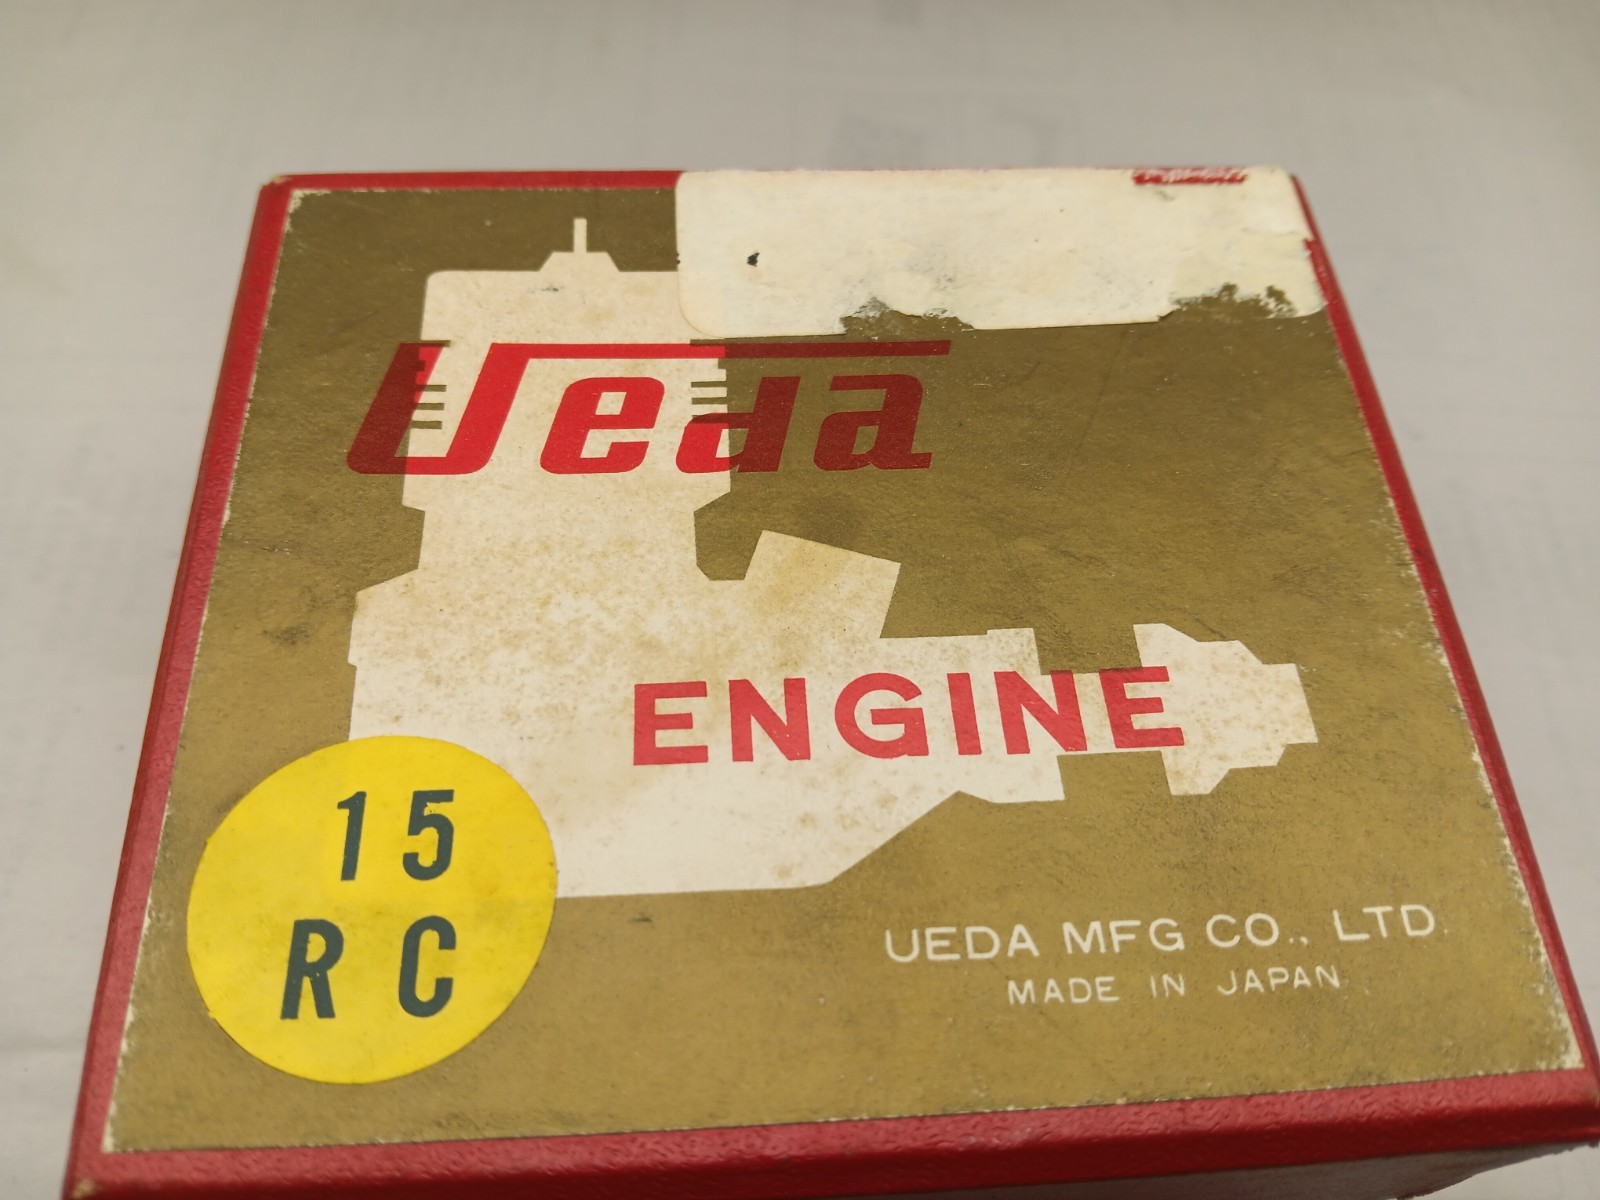 Ueda
ENGINE
15
RC
UEDA MFG CO., LTD.
MADE IN JAPAN